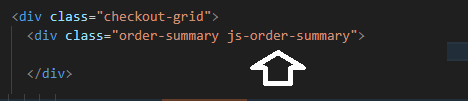 <div class="checkout-grid">
<div class="order-summary js-order-summary">
</div>